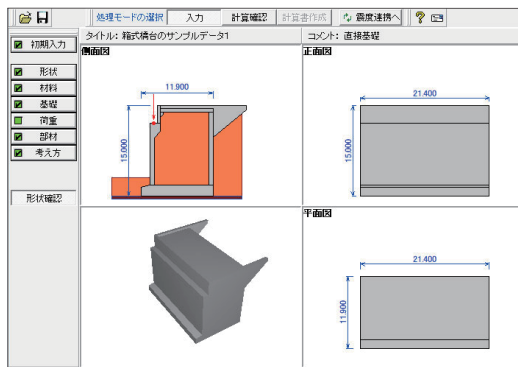 処理モードの選択 入力 計算確認 計算書作成 震度連携へ
タイトル: 箱式橋台のサンプルデータ1 コメント: 直接基礎
初期入力
形状
材料
基礎
荷重
部材
考え方
形状確認
側面図
11.900
15.000
正面図
21.400
15.000
平面図
21.400
11.900